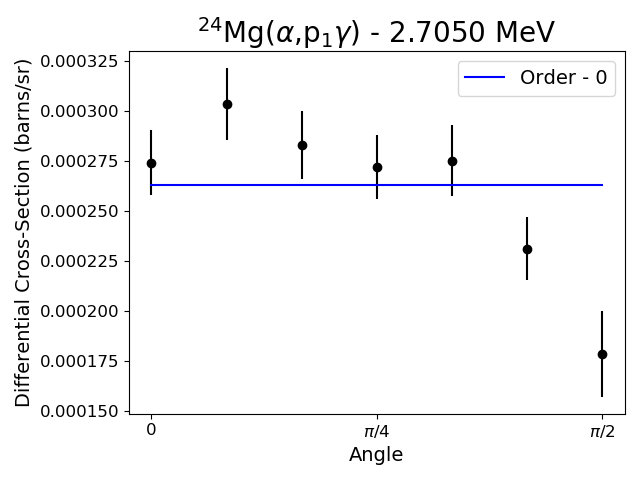 ²⁴Mg(α,p₁γ) - 2.7050 MeV
Order - 0
Differential Cross-Section (barns/sr)
0.000325
0.000300
0.000275
0.000250
0.000225
0.000200
0.000175
0.000150
0 π/4 π/2
Angle